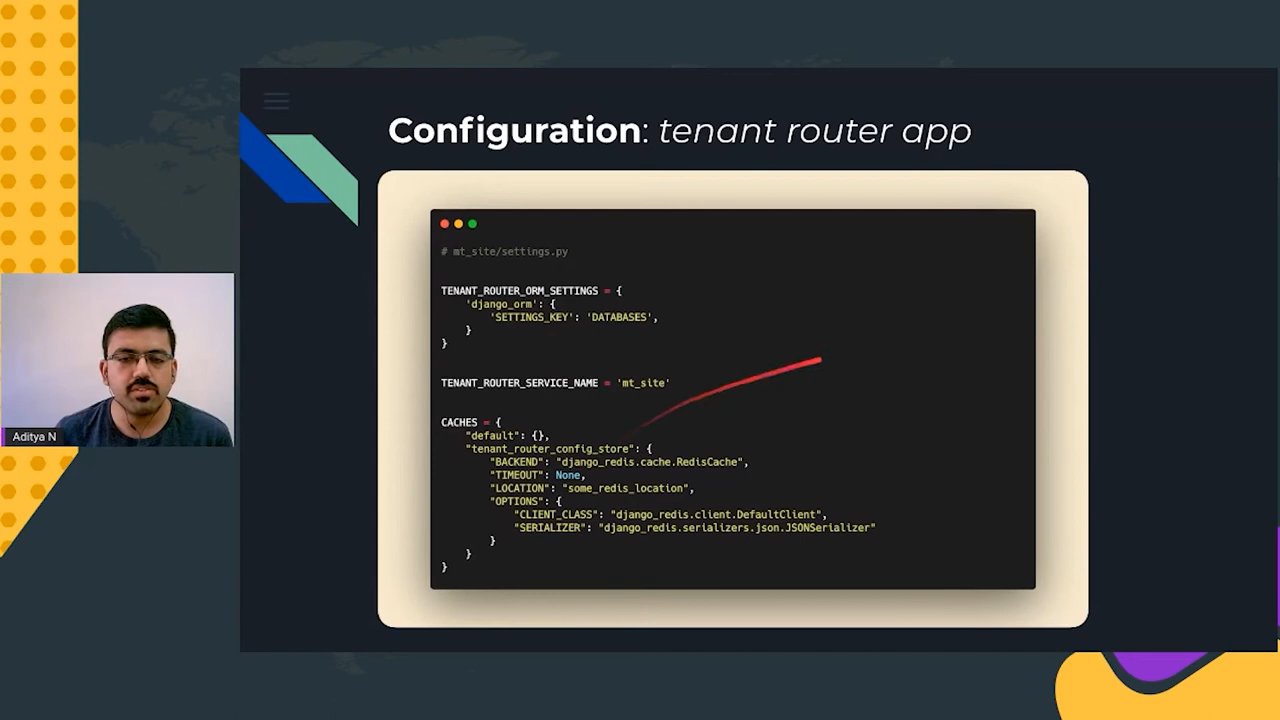 Configuration: tenant router app
# mt_site/settings.py
TENANT_ROUTER_ORM_SETTINGS = {
    'django_orm': {
        'SETTINGS_KEY': 'DATABASES',
    }
}
TENANT_ROUTER_SERVICE_NAME = 'mt_site'
CACHES = {
    "default": {},
    "tenant_router_config_store": {
        "BACKEND": "django_redis.cache.RedisCache",
        "TIMEOUT": None,
        "LOCATION": "some_redis_location",
        "OPTIONS": {
            "CLIENT_CLASS": "django_redis.client.DefaultClient",
            "SERIALIZER": "django_redis.serializers.json.JSONSerializer"
        }
    }
}
Aditya N